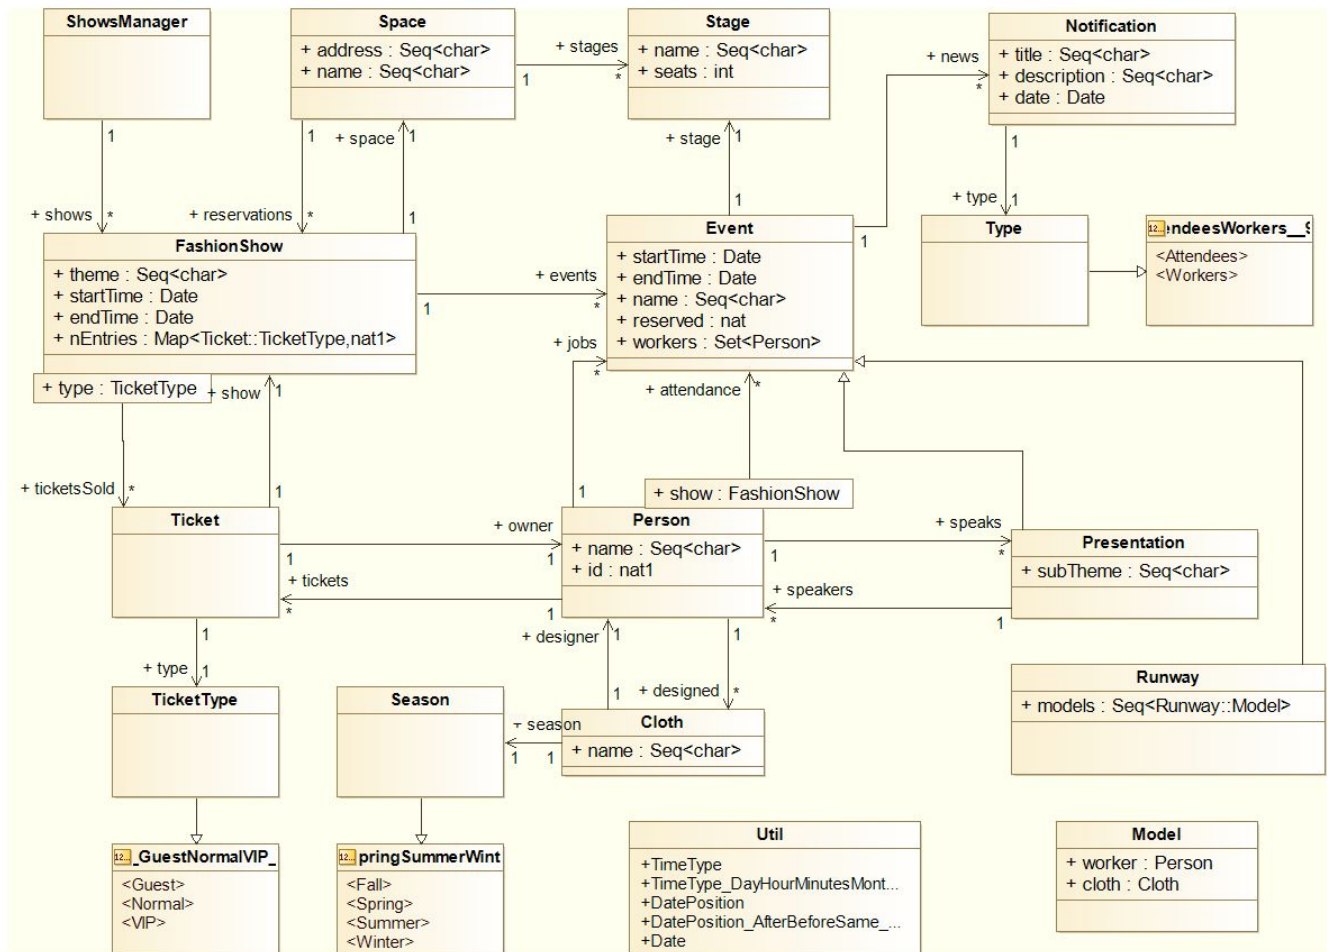 ShowsManager
Space
+ address : Seq<char>
+ name : Seq<char>
Stage
+ name : Seq<char>
+ seats : int
Notification
+ title : Seq<char>
+ description : Seq<char>
+ date : Date
+ stages
1
*
+ news
*
1
+ shows
*
1
+ reservations
*
+ space
1
1
+ stage
1
1
1
+ type
1
1
FashionShow
+ theme : Seq<char>
+ startTime : Date
+ endTime : Date
+ nEntries : Map<Ticket::TicketType,nat1>
+ type : TicketType
+ events
1
*
Event
+ startTime : Date
+ endTime : Date
+ name : Seq<char>
+ reserved : nat
+ workers : Set<Person>
Type
12...
<Attendees>
<Workers>
+ show
1
+ jobs
*
+ attendance
*
+ ticketsSold
*
1
1
+ show : FashionShow
Ticket
+ owner
1
1
Person
+ name : Seq<char>
+ id : nat1
+ speaks
1
*
Presentation
+ subTheme : Seq<char>
+ tickets
*
1
+ speakers
*
1
1
+ type
1
+ designer
1
1
1
+ designed
*
TicketType
Season
+ season
1
1
Cloth
+ name : Seq<char>
Runway
+ models : Seq<Runway::Model>
12..._GuestNormalVIP_
<Guest>
<Normal>
<VIP>
12...pringSummerWint
<Fall>
<Spring>
<Summer>
<Winter>
Util
+TimeType
+TimeType_DayHourMinutesMont...
+DatePosition
+DatePosition_AfterBeforeSame_...
+Date
Model
+ worker : Person
+ cloth : Cloth